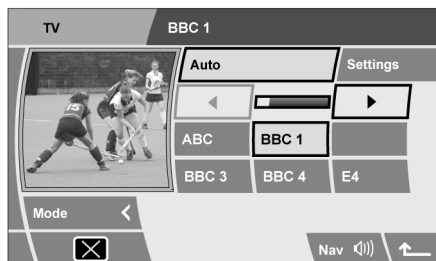 TV BBC 1
Auto Settings
ABC BBC 1
BBC 3 BBC 4 E4
Mode
Nav